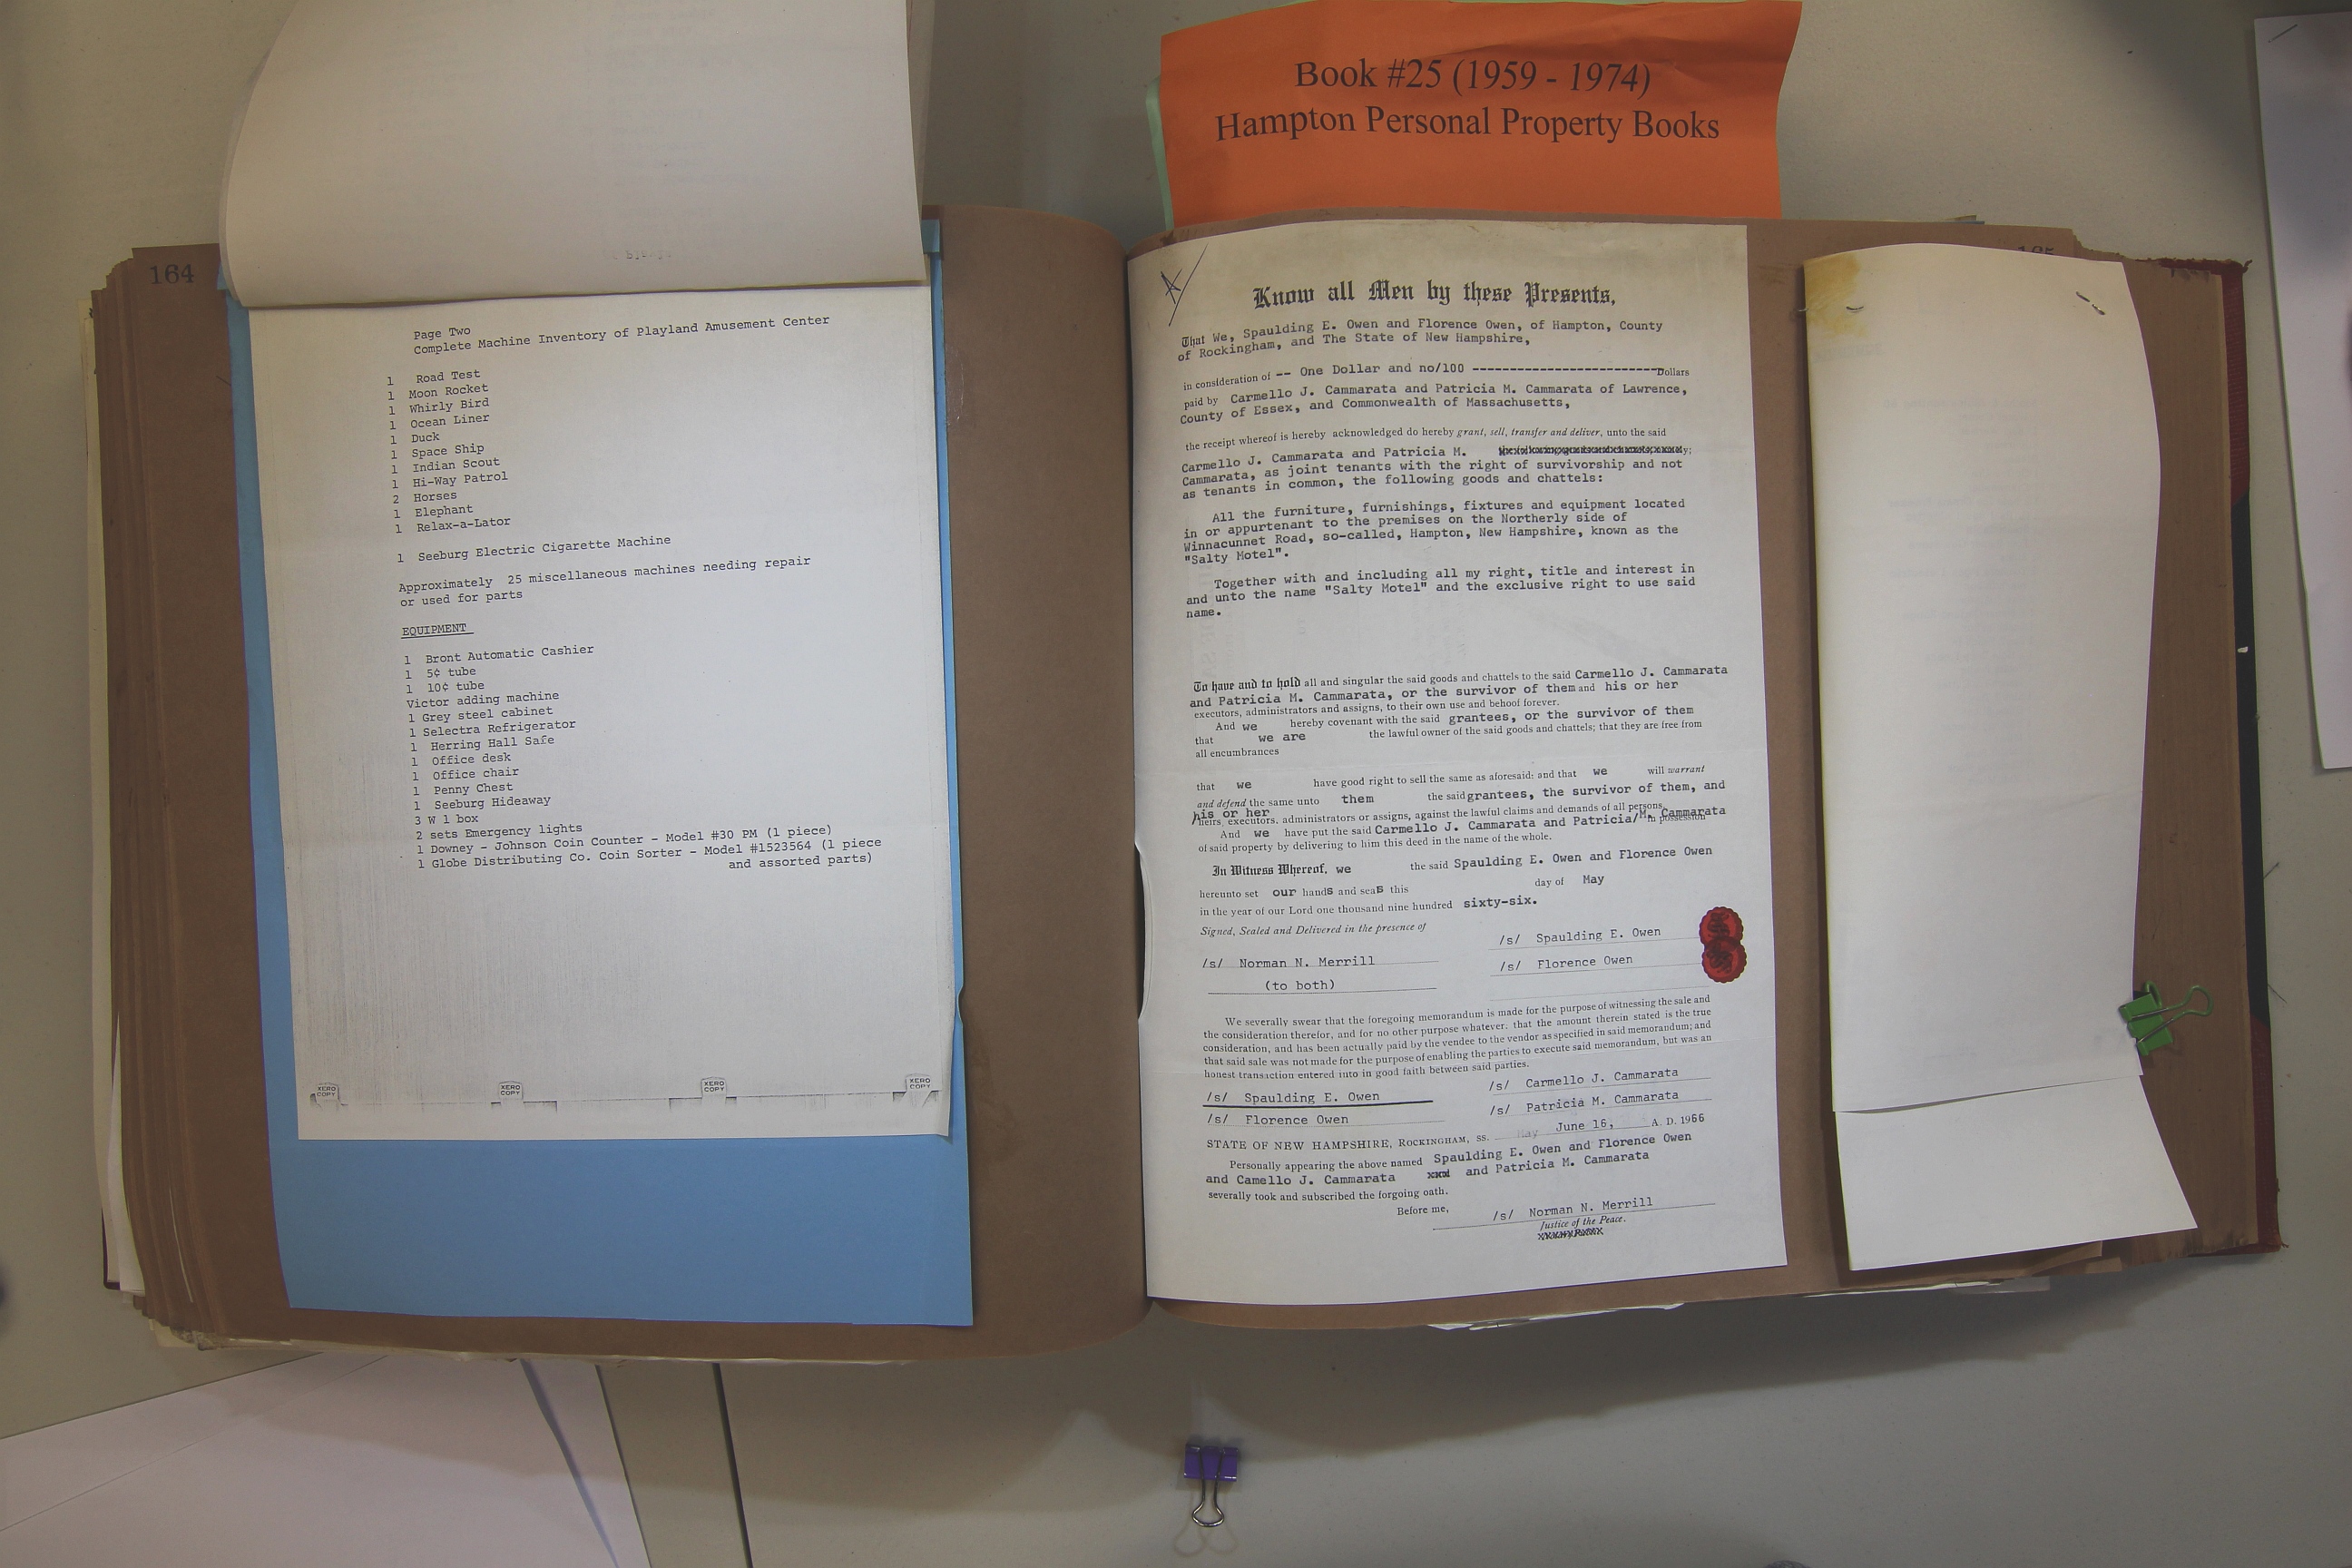 Book #25 (1959 - 1974)
Hampton Personal Property Books
164
Page Two
Complete Machine Inventory of Playland Amusement Center
1 Road Test
1 Moon Rocket
1 Whirly Bird
1 Ocean Liner
1 Duck
1 Space Ship
1 Indian Scout
1 Hi-Way Patrol
2 Horses
1 Elephant
1 Relax-a-Lator
1 Seeburg Electric Cigarette Machine
Approximately 25 miscellaneous machines needing repair
or used for parts
EQUIPMENT
1 Bront Automatic Cashier
1 5¢ tube
1 10¢ tube
Victor adding machine
1 Grey steel cabinet
1 Selectra Refrigerator
1 Herring Hall Safe
1 Office desk
1 Office chair
1 Penny Chest
1 Seeburg Hideaway
3 W 1 box
2 sets Emergency lights
1 Downey - Johnson Coin Counter - Model #30 PM (1 piece)
1 Globe Distributing Co. Coin Sorter - Model #1523564 (1 piece
and assorted parts)
XERO
COPY
XERO
COPY
XERO
COPY
XERO
COPY
Know all Men by these Presents,
That We, Spaulding E. Owen and Florence Owen, of Hampton, County
of Rockingham, and The State of New Hampshire,
in consideration of -- One Dollar and no/100 -------------------------- Dollars
paid by Carmello J. Cammarata and Patricia M. Cammarata of Lawrence,
County of Essex, and Commonwealth of Massachusetts,
the receipt whereof is hereby acknowledged do hereby grant, sell, transfer and deliver, unto the said
Carmello J. Cammarata and Patricia M.
Cammarata, as joint tenants with the right of survivorship and not
as tenants in common, the following goods and chattels:
All the furniture, furnishings, fixtures and equipment located
in or appurtenant to the premises on the Northerly side of
Winnacunnet Road, so-called, Hampton, New Hampshire, known as the
"Salty Motel".
Together with and including all my right, title and interest in
and unto the name "Salty Motel" and the exclusive right to use said
name.
To have and to hold all and singular the said goods and chattels to the said Carmello J. Cammarata
and Patricia M. Cammarata, or the survivor of them and his or her
executors, administrators and assigns, to their own use and behoof forever.
And we hereby covenant with the said grantees, or the survivor of them
that we are the lawful owner of the said goods and chattels; that they are free from
all encumbrances
that we have good right to sell the same as aforesaid; and that we will warrant
and defend the same unto them the said grantees, the survivor of them, and
his or her
heirs, executors, administrators or assigns, against the lawful claims and demands of all persons.
And we have put the said Carmello J. Cammarata and Patricia/M. Cammarata in possession
of said property by delivering to him this deed in the name of the whole.
In Witness Whereof, we the said Spaulding E. Owen and Florence Owen
hereunto set our hands and seals this day of May
in the year of our Lord one thousand nine hundred sixty-six.
Signed, Sealed and Delivered in the presence of
/s/ Spaulding E. Owen
/s/ Norman N. Merrill
/s/ Florence Owen
(to both)
We severally swear that the foregoing memorandum is made for the purpose of witnessing the sale and
the consideration therefor, and for no other purpose whatever. that the amount therein stated is the true
consideration, and has been actually paid by the vendee to the vendor as specified in said memorandum; and
that said sale was not made for the purpose of enabling the parties to execute said memorandum, but was an
honest transaction entered into in good faith between said parties.
/s/ Carmello J. Cammarata
/s/ Spaulding E. Owen
/s/ Patricia M. Cammarata
/s/ Florence Owen
STATE OF NEW HAMPSHIRE, ROCKINGHAM, SS. May June 16, A. D. 1966
Personally appearing the above named Spaulding E. Owen and Florence Owen
and Camello J. Cammarata xxx and Patricia M. Cammarata
severally took and subscribed the forgoing oath.
Before me,
/s/ Norman N. Merrill
Justice of the Peace.